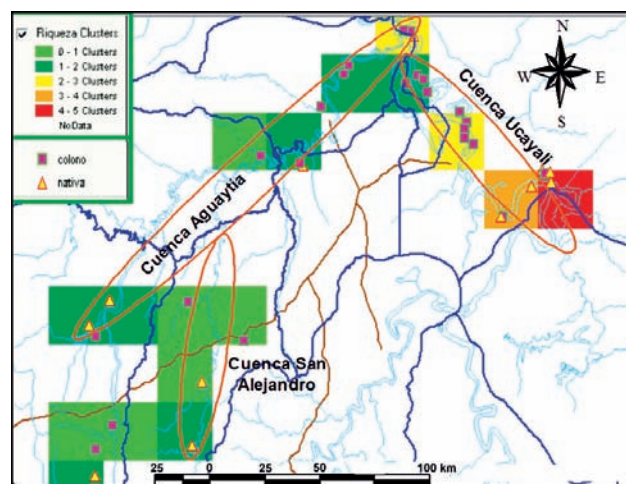 Riqueza Clusters
0 - 1 Clusters
1 - 2 Clusters
2 - 3 Clusters
3 - 4 Clusters
4 - 5 Clusters
NoData
colono
nativa
N
W E
S
Cuenca Ucayali
Cuenca Aguaytia
Cuenca San
Alejandro
25 0 50 100 km